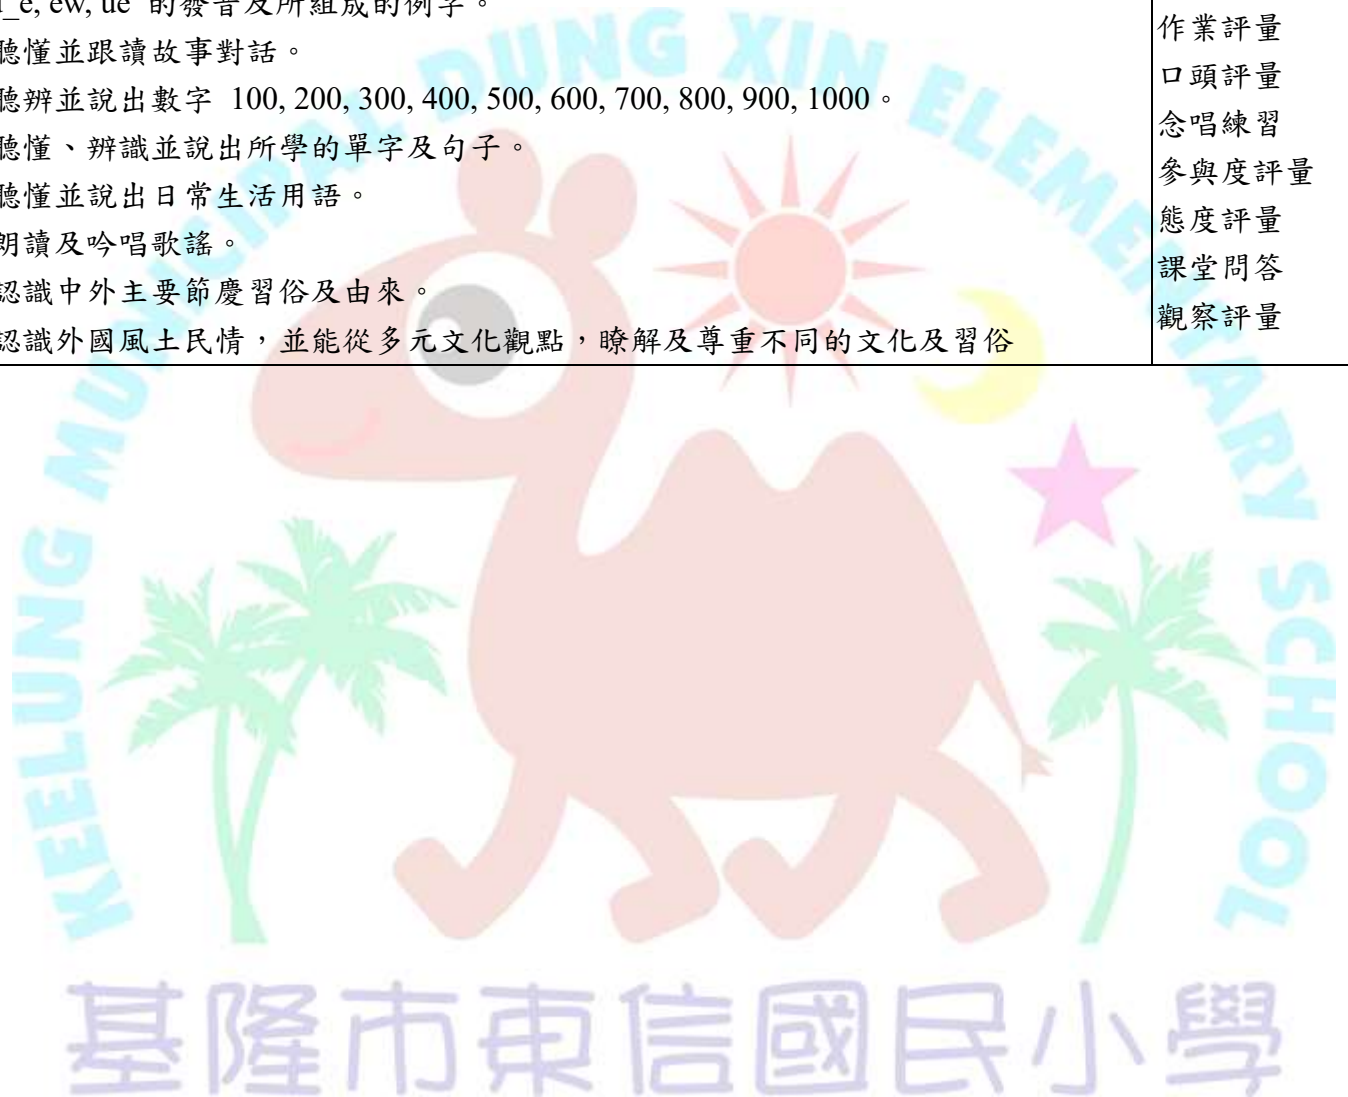 u_e, ew, ue 的發音及所組成的例字。
聽懂並跟讀故事對話。
聽辨並說出數字 100, 200, 300, 400, 500, 600, 700, 800, 900, 1000。
聽懂、辨識並說出所學的單字及句子。
聽懂並說出日常生活用語。
朗讀及吟唱歌謠。
認識中外主要節慶習俗及由來。
認識外國風土民情，並能從多元文化觀點，瞭解及尊重不同的文化及習俗
作業評量
口頭評量
念唱練習
參與度評量
態度評量
課堂問答
觀察評量
KEELUNG MUNICIPAL DUNG XIN ELEMENTARY SCHOOL
基隆市東信國民小學